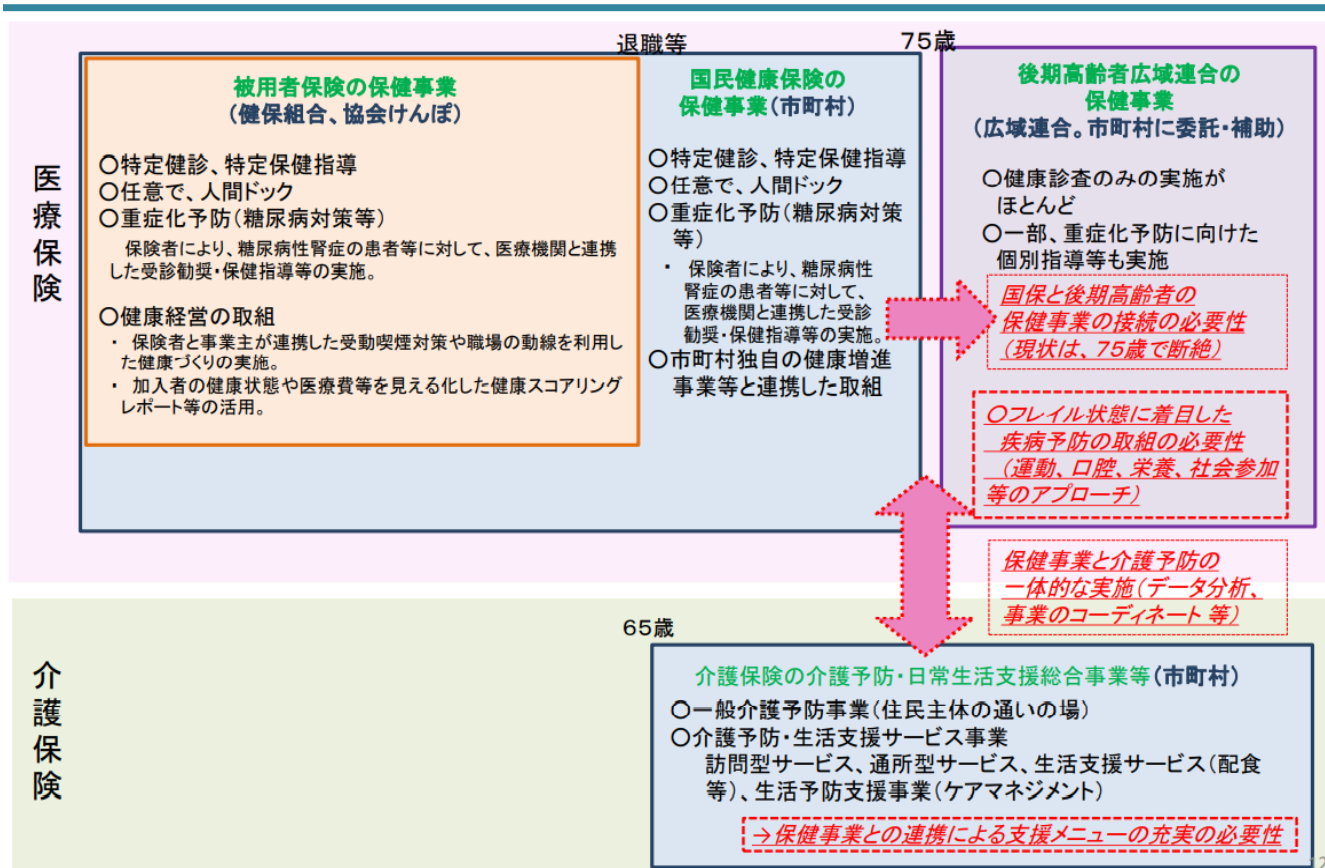 医療保険
退職等
75歳
被用者保険の保健事業
(健保組合、協会けんぽ)
〇特定健診、特定保健指導
〇任意で、人間ドック
〇重症化予防(糖尿病対策等)
保険者により、糖尿病性腎症の患者等に対して、医療機関と連携
した受診勧奨・保健指導等の実施。
〇健康経営の取組
・ 保険者と事業主が連携した受動喫煙対策や職場の動線を利用し
た健康づくりの実施。
・ 加入者の健康状態や医療費等を見える化した健康スコアリング
レポート等の活用。
国民健康保険の
保健事業(市町村)
〇特定健診、特定保健指導
〇任意で、人間ドック
〇重症化予防(糖尿病対策
等)
・ 保険者により、糖尿病性
腎症の患者等に対して、
医療機関と連携した受診
勧奨・保健指導等の実施。
〇市町村独自の健康増進
事業等と連携した取組
後期高齢者広域連合の
保健事業
(広域連合。市町村に委託・補助)
〇健康診査のみの実施が
ほとんど
〇一部、重症化予防に向けた
個別指導等も実施
国保と後期高齢者の
保健事業の接続の必要性
(現状は、75歳で断絶)
〇フレイル状態に着目した
疾病予防の取組の必要性
(運動、口腔、栄養、社会参加
等のアプローチ)
保健事業と介護予防の
一体的な実施(データ分析、
事業のコーディネート 等)
介護保険
65歳
介護保険の介護予防・日常生活支援総合事業等(市町村)
〇一般介護予防事業(住民主体の通いの場)
〇介護予防・生活支援サービス事業
訪問型サービス、通所型サービス、生活支援サービス(配食
等)、生活予防支援事業(ケアマネジメント)
→保健事業との連携による支援メニューの充実の必要性